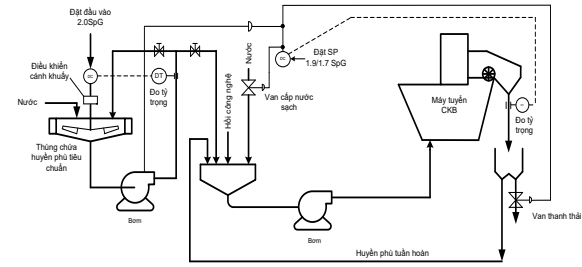 Đặt đầu vào
2.0SpG
Điều khiển
cánh khuấy
DC
DT
Đo tỷ
trọng
Nước
Thùng chứa
huyền phù tiêu
chuẩn
Bơm
Hồi công nghệ
Nước
DC
Đặt SP
1.9/1.7 SpG
Van cấp nước
sạch
Bơm
Máy tuyển
CKB
Đo tỷ
trọng
Van thanh thải
Huyền phù tuần hoàn